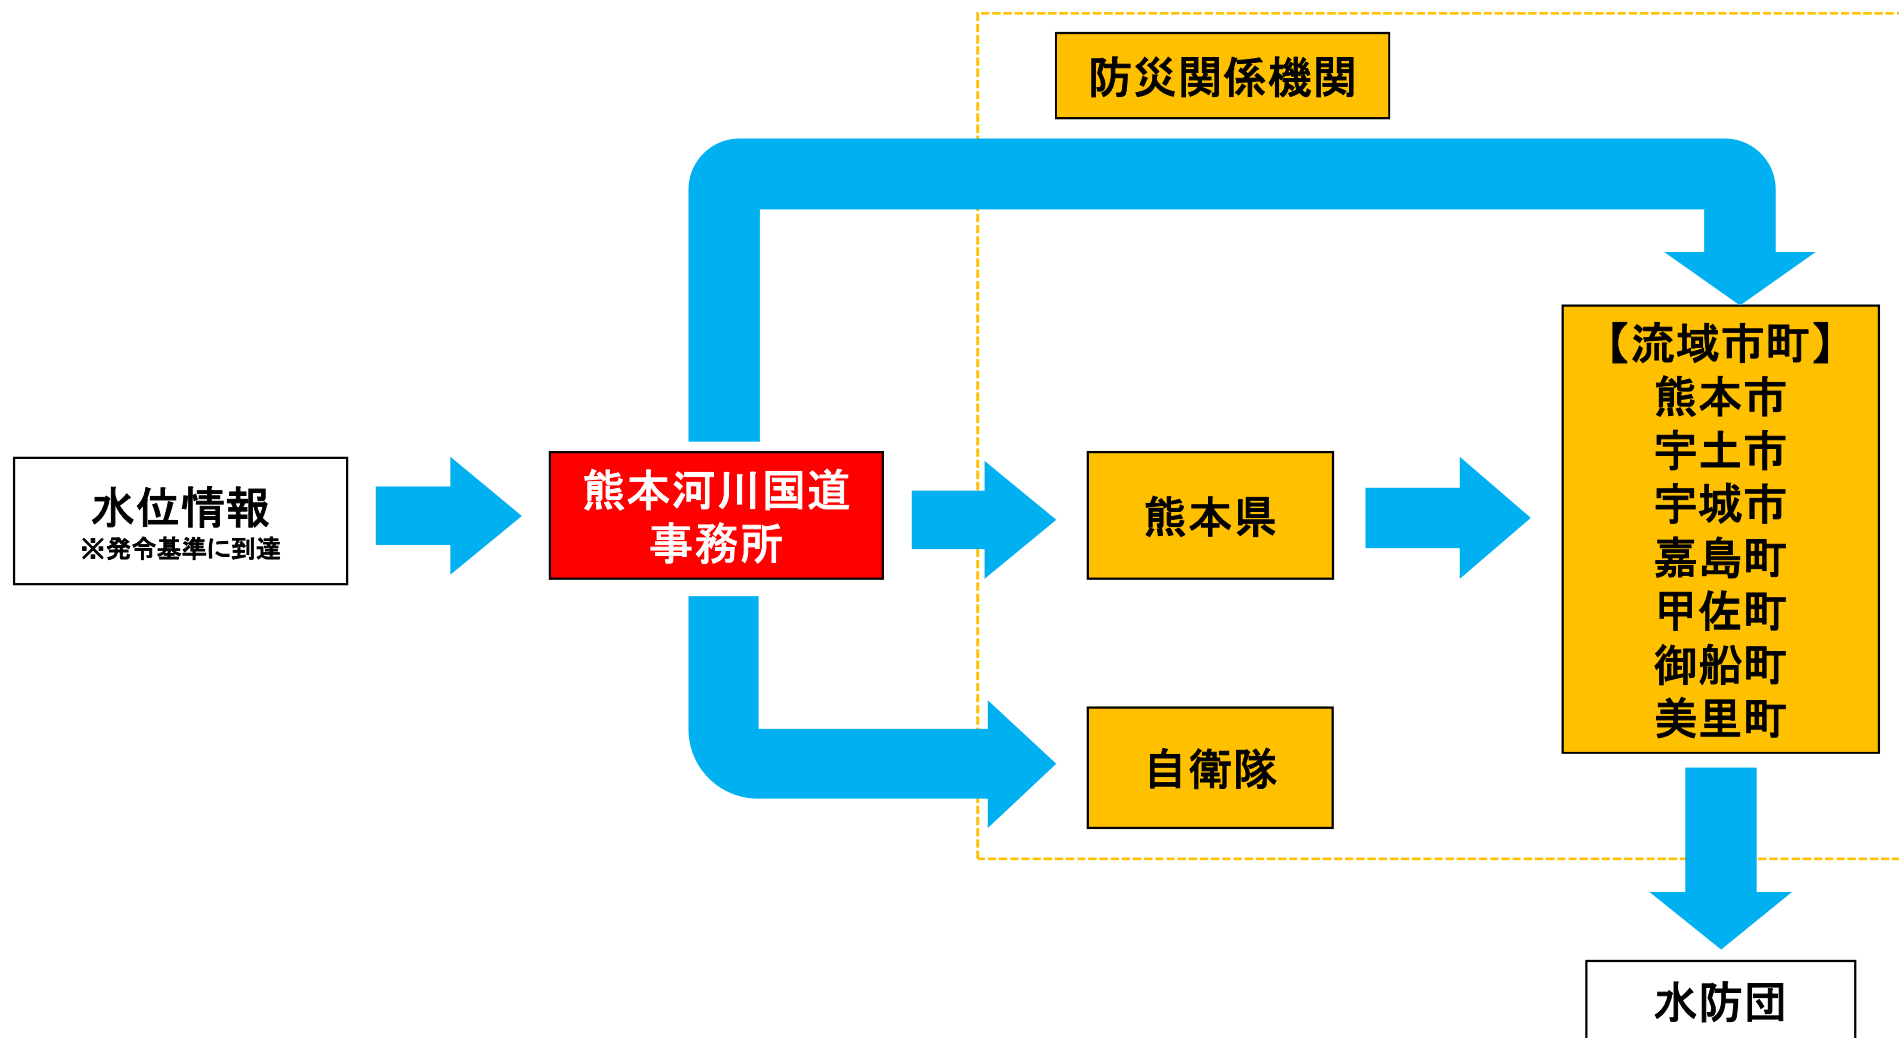 防災関係機関
水位情報
※発令基準に到達
熊本河川国道
事務所
熊本県
自衛隊
【流域市町】
熊本市
宇土市
宇城市
嘉島町
甲佐町
御船町
美里町
水防団